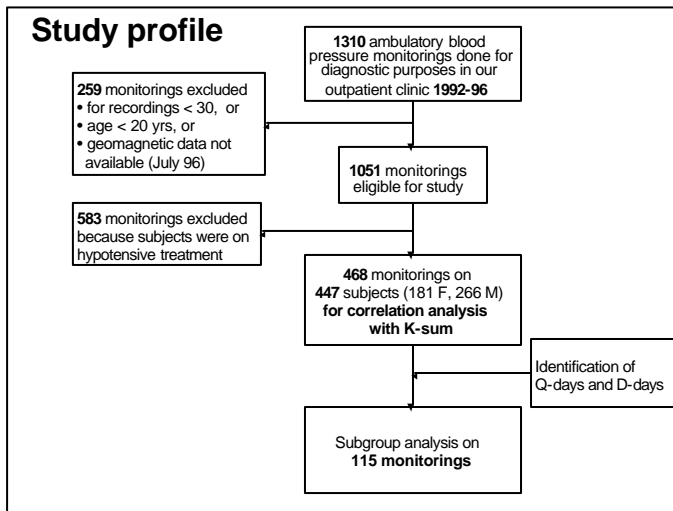 Study profile
1310 ambulatory blood
pressure monitorings done for
diagnostic purposes in our
outpatient clinic 1992-96
259 monitorings excluded
• for recordings < 30, or
• age < 20 yrs, or
• geomagnetic data not
available (July 96)
1051 monitorings
eligible for study
583 monitorings excluded
because subjects were on
hypotensive treatment
468 monitorings on
447 subjects (181 F, 266 M)
for correlation analysis
with K-sum
Identification of
Q-days and D-days
Subgroup analysis on
115 monitorings